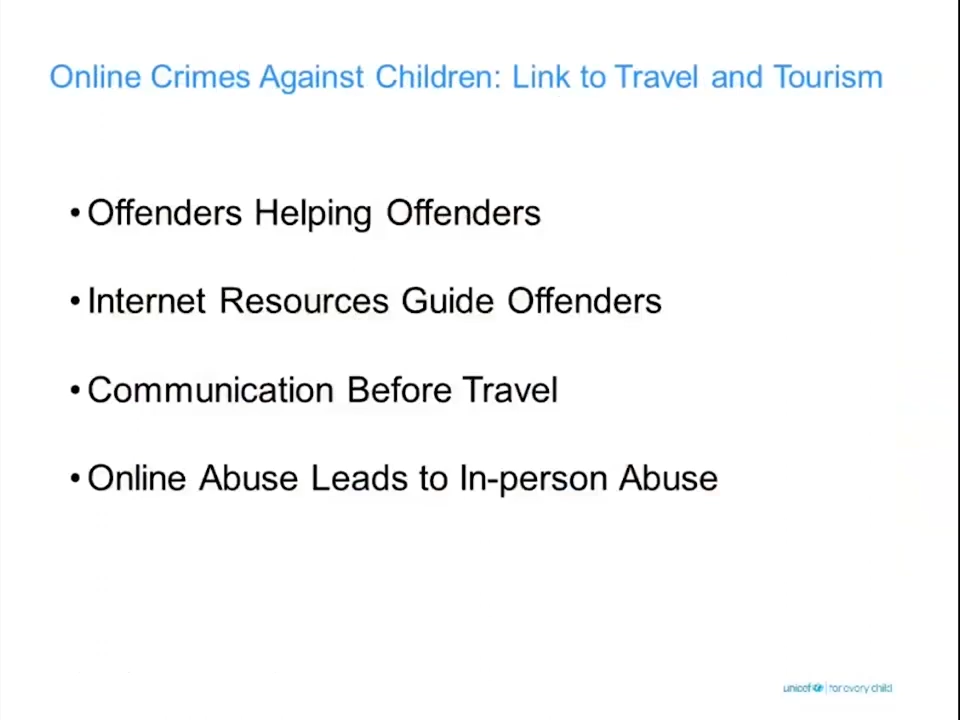 Online Crimes Against Children: Link to Travel and Tourism
• Offenders Helping Offenders
• Internet Resources Guide Offenders
• Communication Before Travel
• Online Abuse Leads to In-person Abuse
unicef | for every child